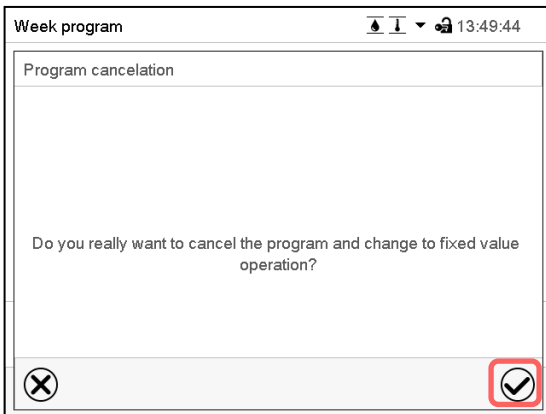 Week program 13:49:44
Program cancelation
Do you really want to cancel the program and change to fixed value
operation?